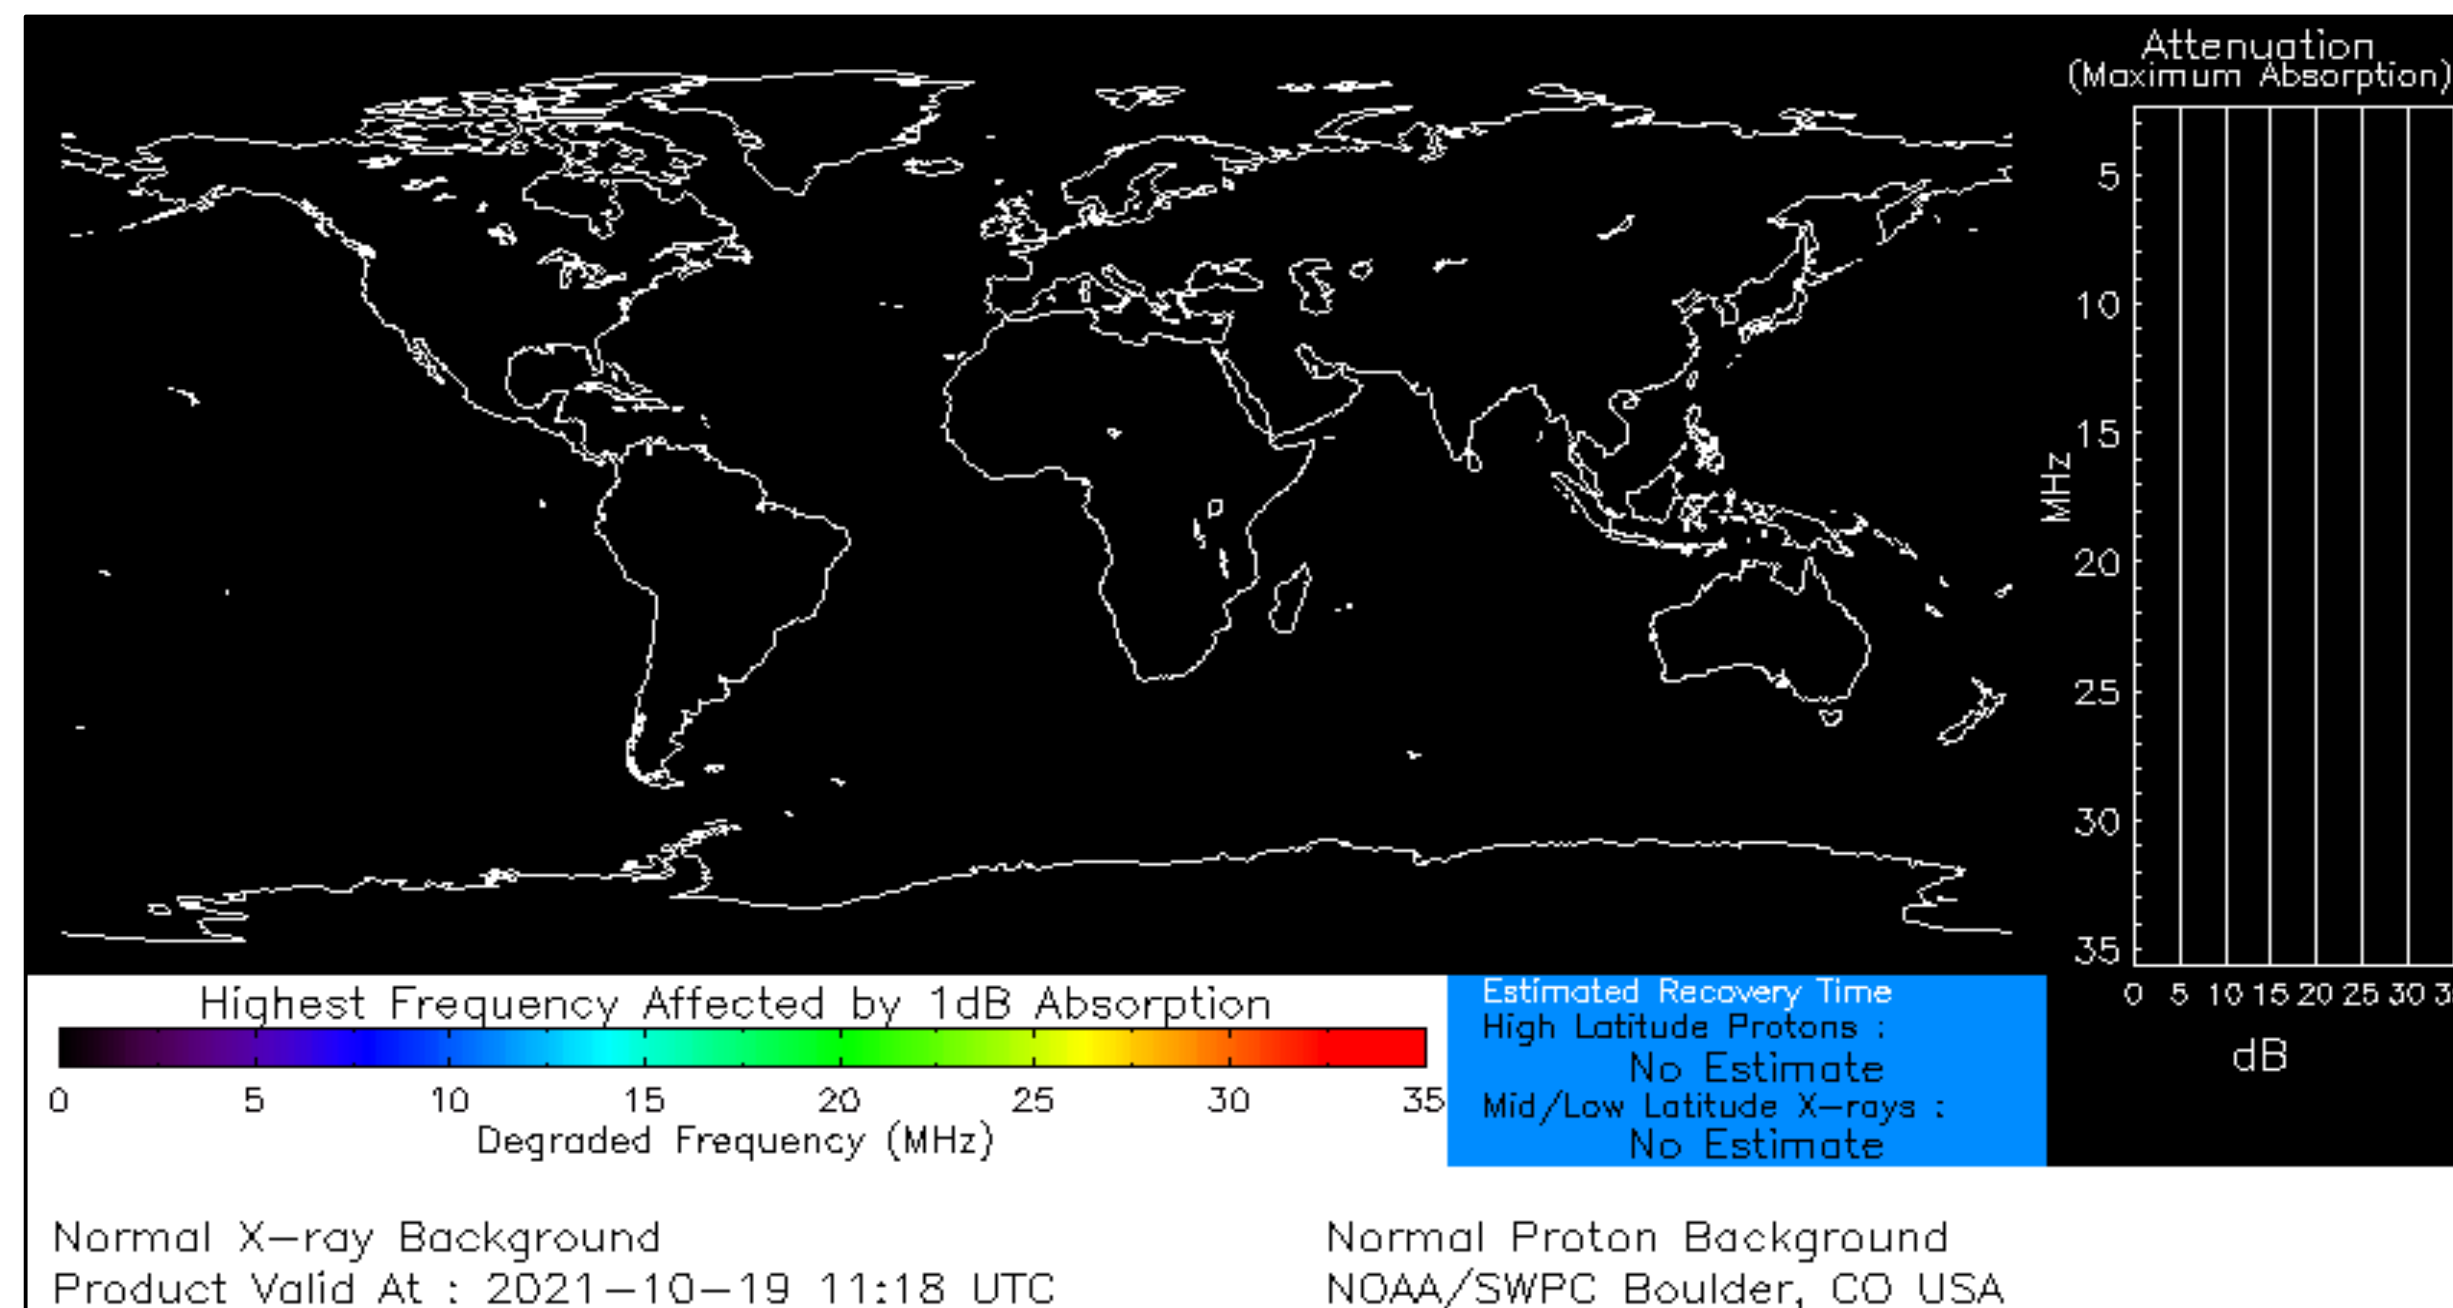 Attenuation
(Maximum Absorption)
5
10
15
20
25
30
35
MHz
0 5 10 15 20 25 30
dB
Highest Frequency Affected by 1dB Absorption
0 5 10 15 20 25 30 35
Degraded Frequency (MHz)
Estimated Recovery Time
High Latitude Protons :
No Estimate
Mid/Low Latitude X-rays :
No Estimate
Normal X-ray Background
Normal Proton Background
Product Valid At : 2021-10-19 11:18 UTC
NOAA/SWPC Boulder, CO USA